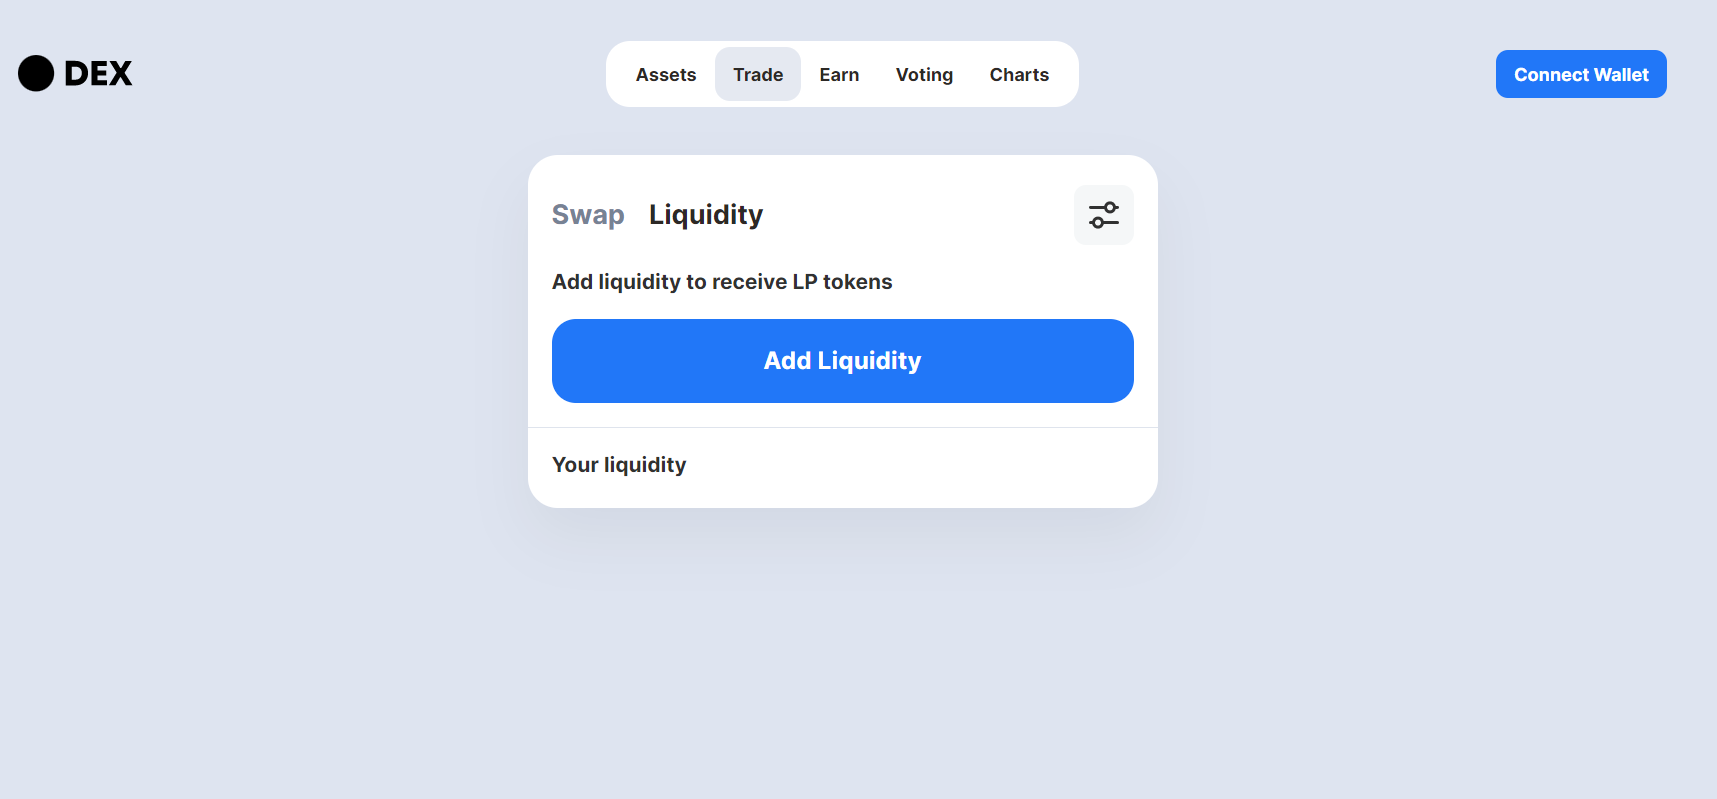 DEX
Assets Trade Earn Voting Charts
Connect Wallet
Swap Liquidity
Add liquidity to receive LP tokens
Add Liquidity
Your liquidity